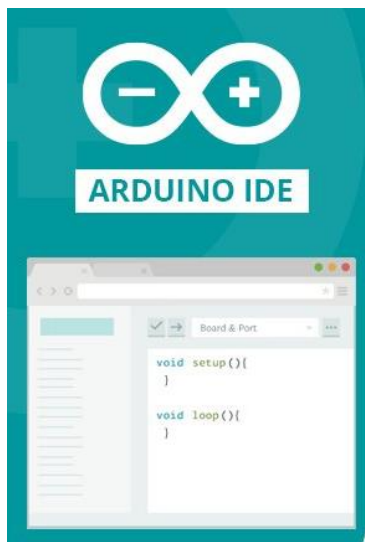 ARDUINO IDE
Board & Port
void setup(){
}
void loop(){
}